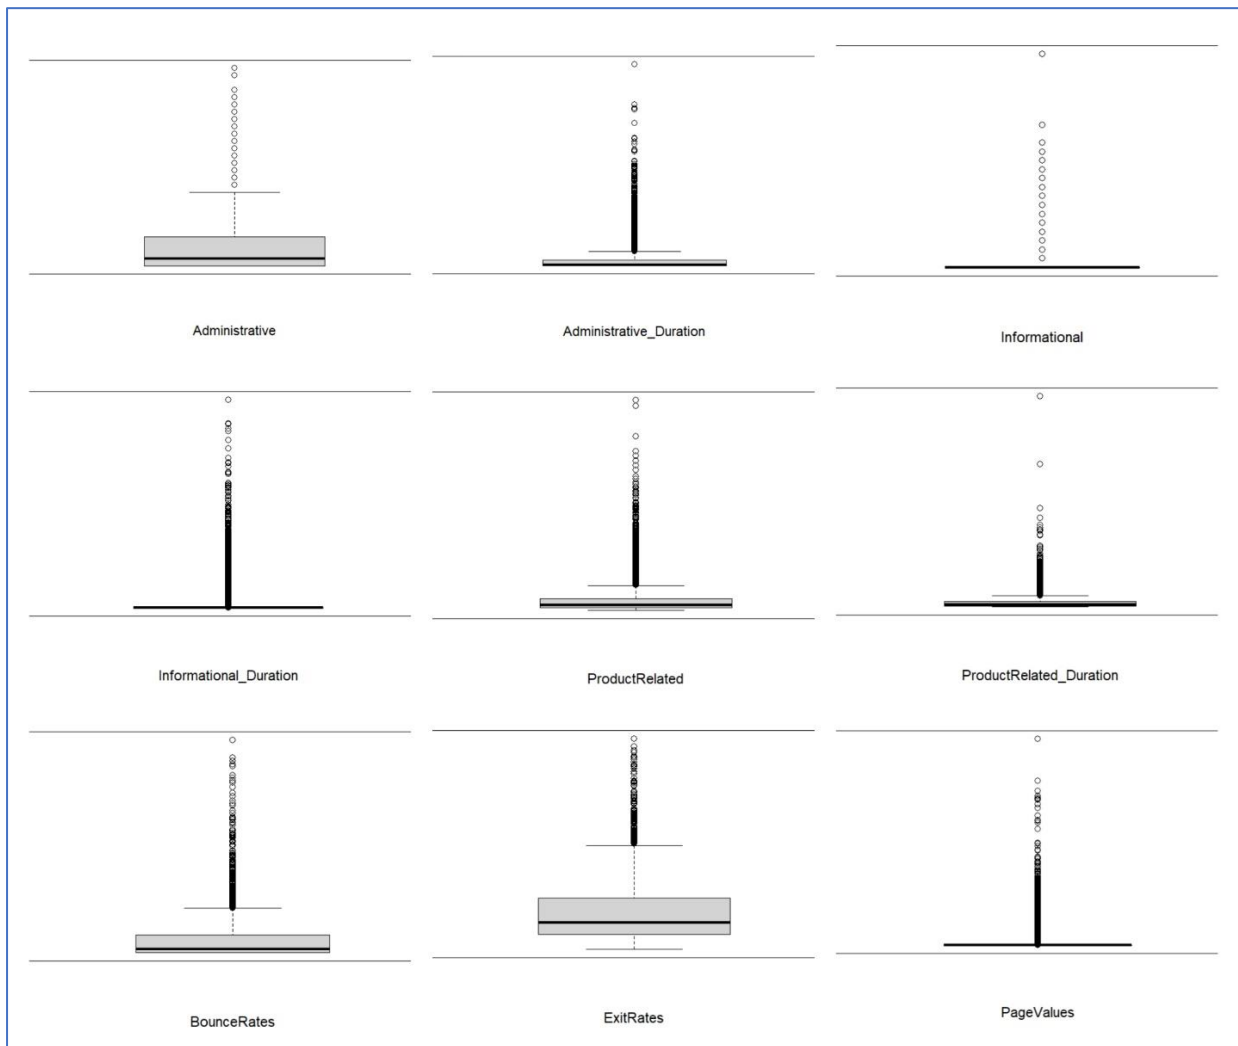 Administrative
Administrative_Duration
Informational
Informational_Duration
ProductRelated
ProductRelated_Duration
BounceRates
ExitRates
PageValues